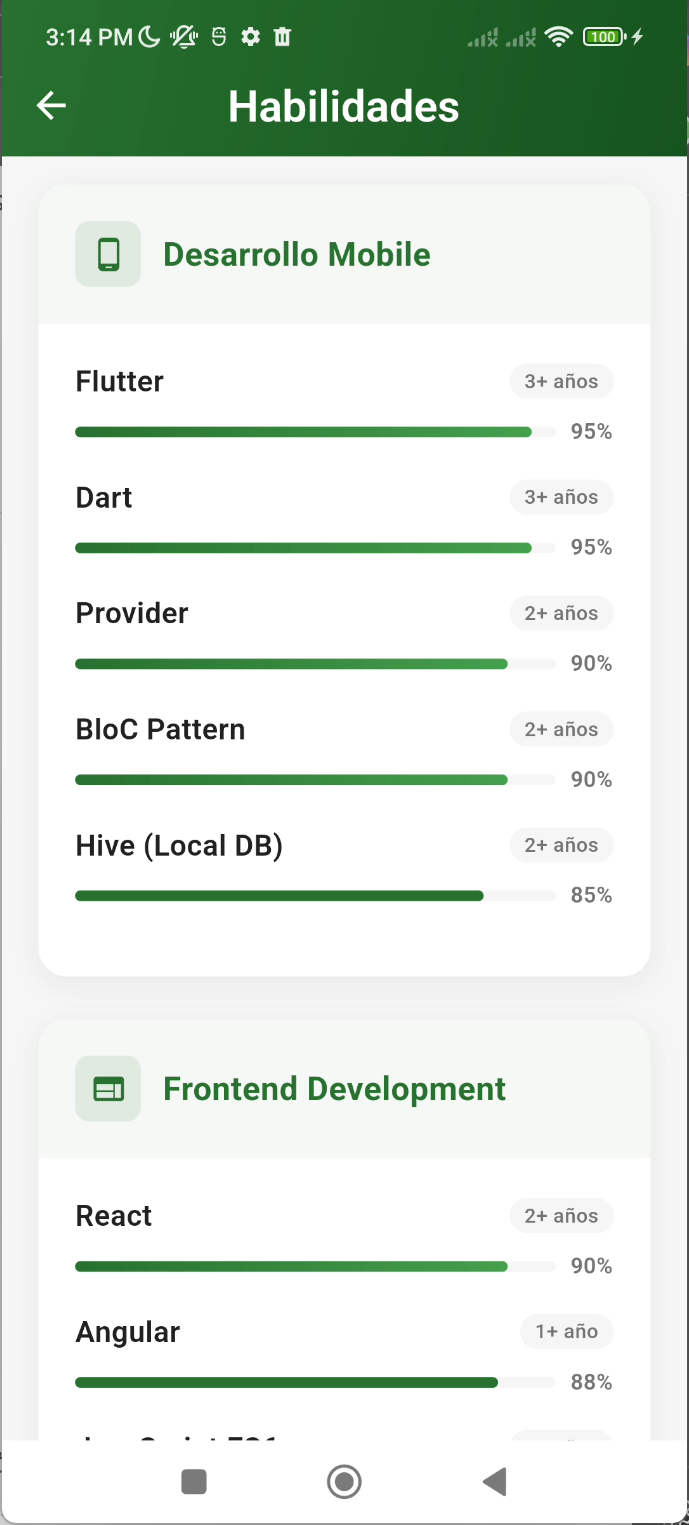 3:14 PM
100
Habilidades
Desarrollo Mobile
Flutter
3+ años
95%
Dart
3+ años
95%
Provider
2+ años
90%
BloC Pattern
2+ años
90%
Hive (Local DB)
2+ años
85%
Frontend Development
React
2+ años
90%
Angular
1+ año
88%